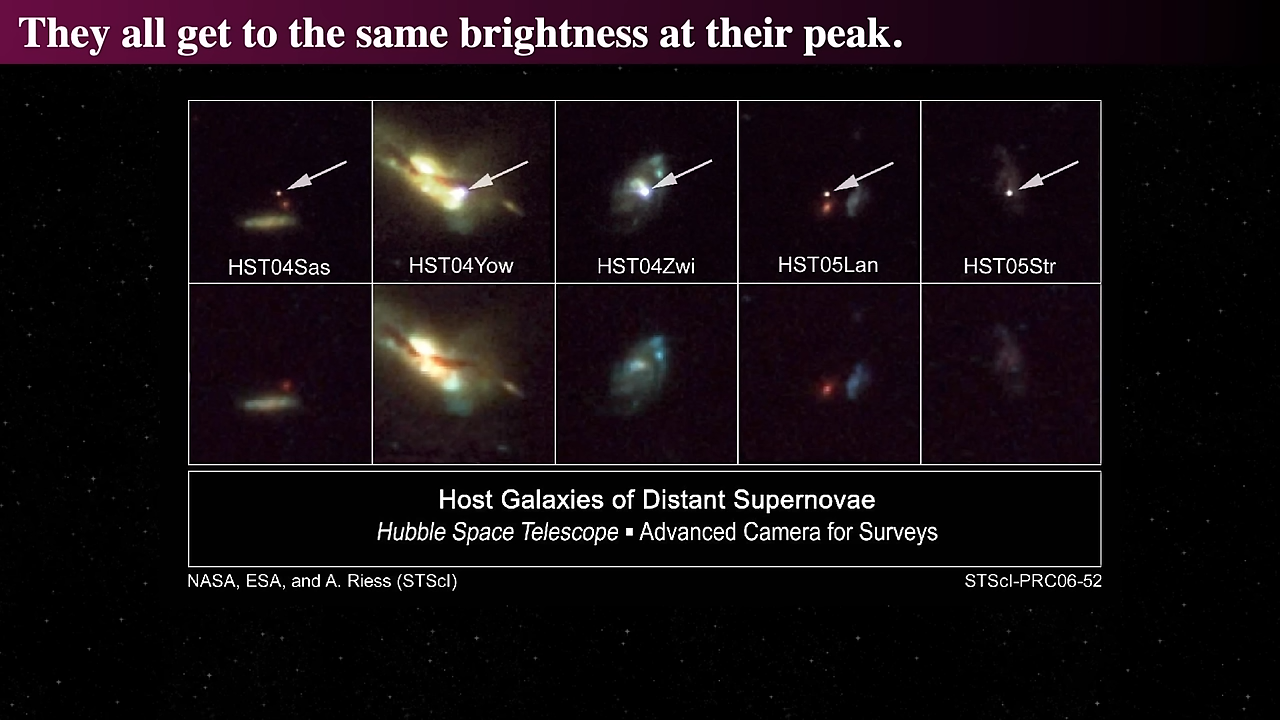 They all get to the same brightness at their peak.
HST04Sas
HST04Yow
HST04Zwi
HST05Lan
HST05Str
Host Galaxies of Distant Supernovae
Hubble Space Telescope ▪ Advanced Camera for Surveys
NASA, ESA, and A. Riess (STScI)
STScI-PRC06-52